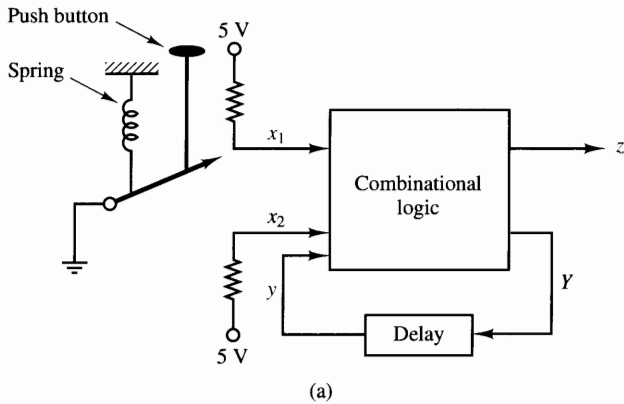 Push button
Spring
5 V
x₁
z
Combinational
logic
x₂
y
Y
Delay
5 V
(a)